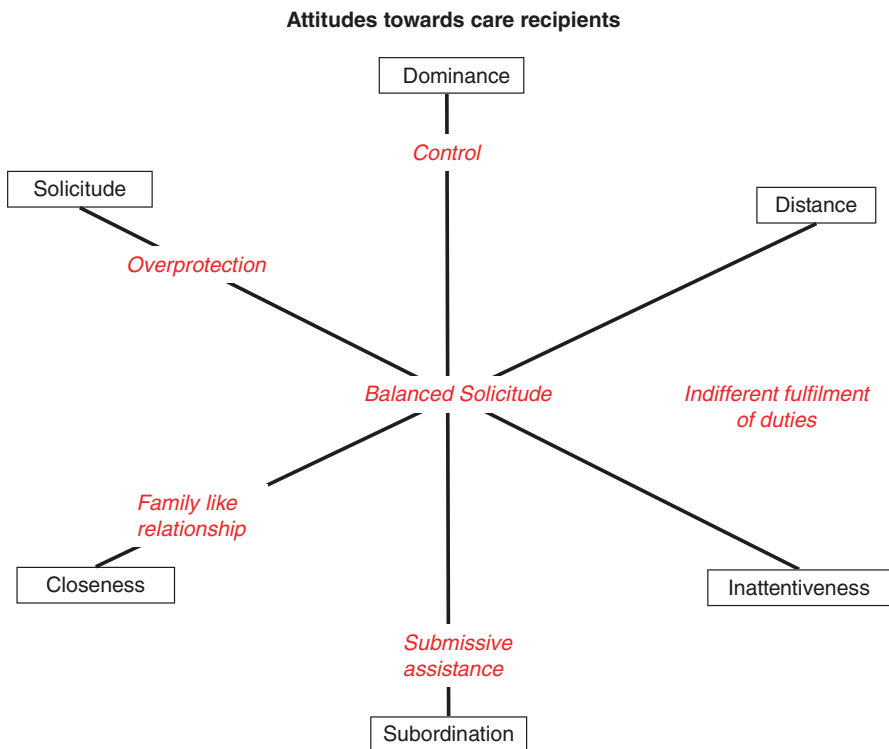 Attitudes towards care recipients
Dominance
Control
Solicitude
Distance
Overprotection
Balanced Solicitude
Indifferent fulfilment
of duties
Family like
relationship
Closeness
Inattentiveness
Submissive
assistance
Subordination